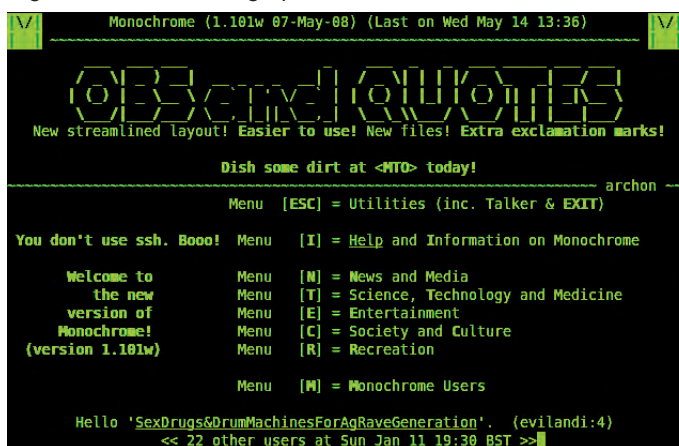 Monochrome (1.101w 07-May-08) (Last on Wed May 14 13:36)
OBS and QUOTES
New streamlined layout! Easier to use! New files! Extra exclamation marks!
Dish some dirt at <MTO> today!
archon
Menu [ESC] = Utilities (inc. Talker & EXIT)
You don't use ssh. Booo! Menu [I] = Help and Information on Monochrome
Welcome to Menu [N] = News and Media
the new Menu [T] = Science, Technology and Medicine
version of Menu [E] = Entertainment
Monochrome! Menu [C] = Society and Culture
(version 1.101w) Menu [R] = Recreation
Menu [M] = Monochrome Users
Hello 'SexDrugs&DrumMachinesForAgRaveGeneration'. (evilandi:4)
<< 22 other users at Sun Jan 11 19:30 BST >>